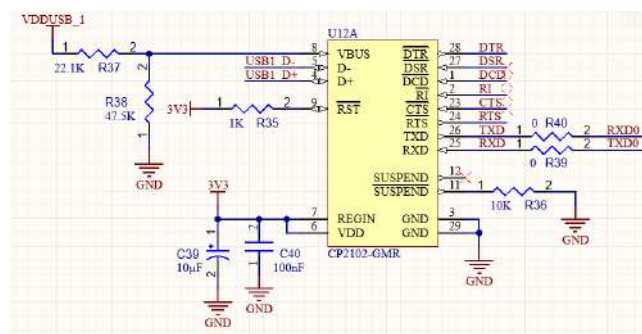 VDDUSB_1
U12A
1 2
22.1K R37
8 VBUS
USB1 D- 5 D-
USB1 D+ 4 D+
R38
47.5K
2
1
GND
3V3 1 2 9 RST
1K R35
DTR 28 DTR
DSR 27 DSR
DCD 1 DCD
RI 2 RI
CTS 23 CTS
RTS 24 RTS
TXD 26 TXD 1 0 R40 2 RXD0
RXD 25 RXD 1 2 TXD0
0 R39
SUSPEND 12
SUSPEND 11 1 2
10K R36
GND
3V3
7 REGIN
6 VDD
GND 3
GND 29
CP2102-GMR
GND
1
C39
10µF
2
GND
2
C40
100nF
1
GND